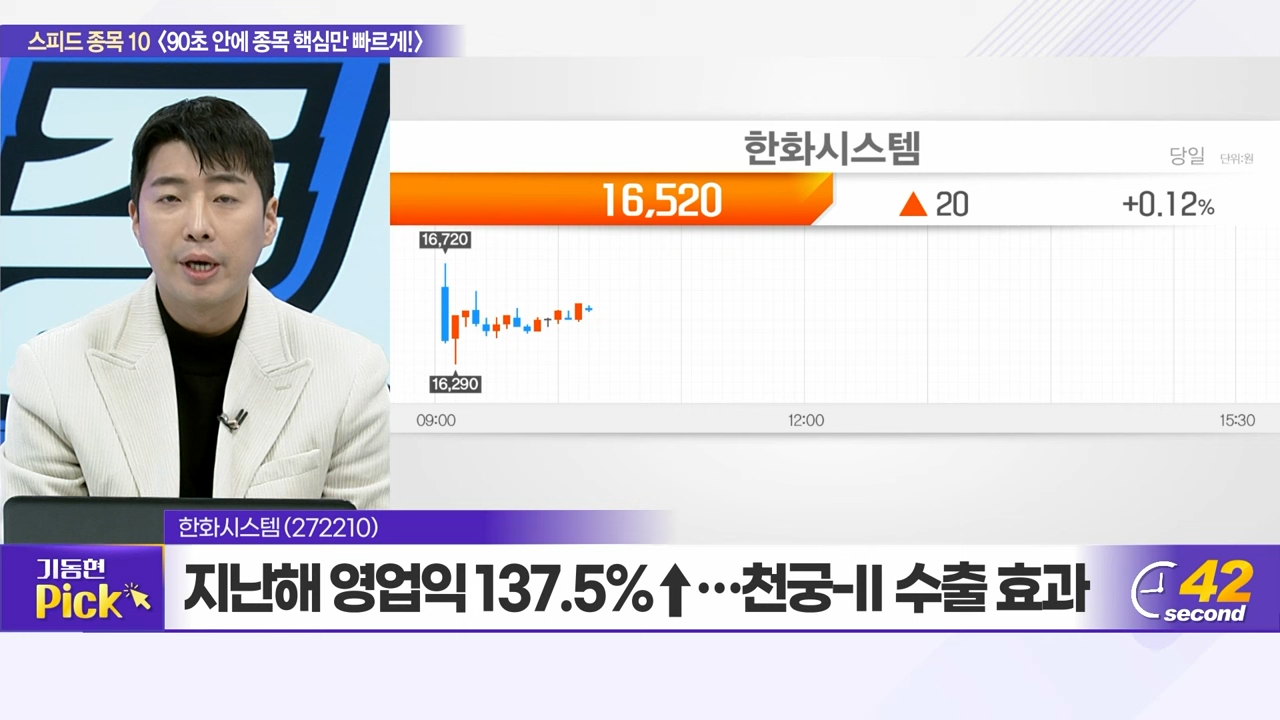 스피드 종목 10 〈90초 안에 종목 핵심만 빠르게!〉
한화시스템
당일 단위:원
16,520 ▲ 20 +0.12%
16,720
16,290
09:00 12:00 15:30
한화시스템(272210)
기동현
Pick
지난해 영업익 137.5%↑…천궁-II 수출 효과
42
second